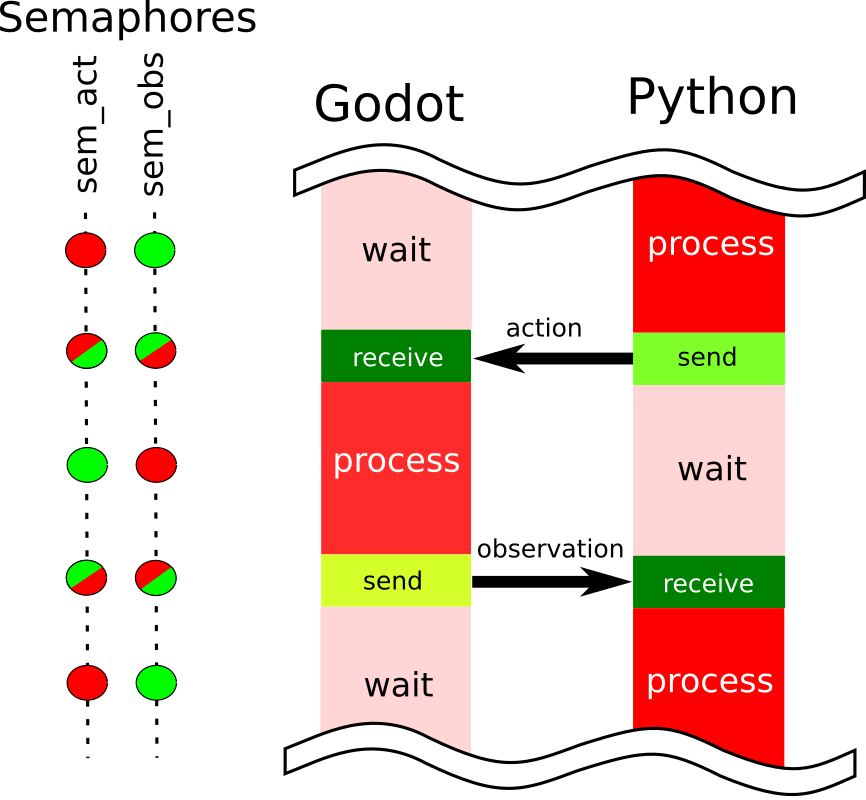 Semaphores
sem_act
sem_obs
Godot
Python
wait
process
action
receive
send
process
wait
observation
send
receive
wait
process